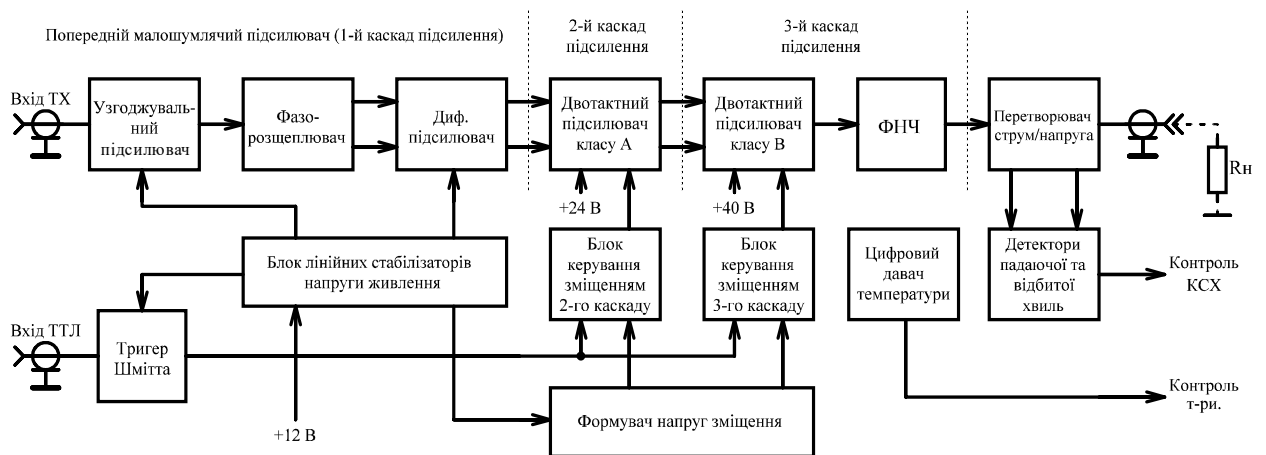 Попередній малошумлячий підсилювач (1-й каскад підсилення)
2-й каскад
підсилення
3-й каскад
підсилення
Вхід ТХ
Узгоджуваль-
ний
підсилювач
Фазо-
розщеплювач
Диф.
підсилювач
Двотактний
підсилювач
класу А
Двотактний
підсилювач
класу В
ФНЧ
Перетворювач
струм/напруга
Rн
+24 В
+40 В
Блок лінійних стабілізаторів
напруги живлення
Блок
керування
зміщенням
2-го каскаду
Блок
керування
зміщенням
3-го каскаду
Цифровий
давач
температури
Детектори
падаючої та
відбитої
хвиль
Контроль
КСХ
Вхід ТТЛ
Тригер
Шмітта
+12 В
Формувач напруг зміщення
Контроль
т-ри.